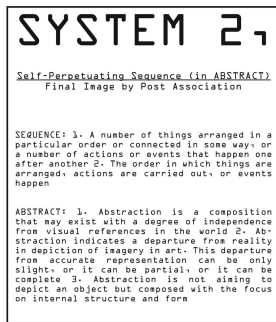 SYSTEM 2,
Self-Perpetuating Sequence (in ABSTRACT)
Final Image by Post Association
SEQUENCE: 1. A number of things arranged in a
particular order or connected in some way, or
a number of actions or events that happen one
after another 2. The order in which things are
arranged, actions are carried out, or events
happen
ABSTRACT: 1. Abstraction is a composition
that may exist with a degree of independence
from visual references in the world 2. Ab-
straction indicates a departure from reality
in depiction of imagery in art. This departure
from accurate representation can be only
slight, or it can be partial, or it can be
complete 3. Abstraction is not aiming to
depict an object but composed with the focus
on internal structure and form